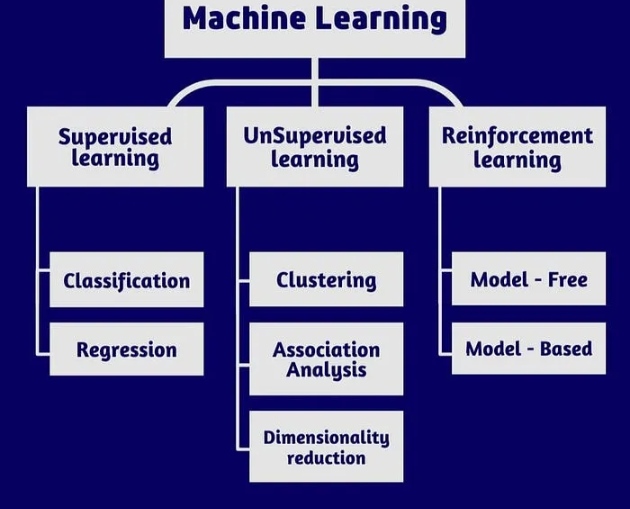 Machine Learning
Supervised
learning
UnSupervised
learning
Reinforcement
learning
Classification
Regression
Clustering
Association
Analysis
Dimensionality
reduction
Model - Free
Model - Based